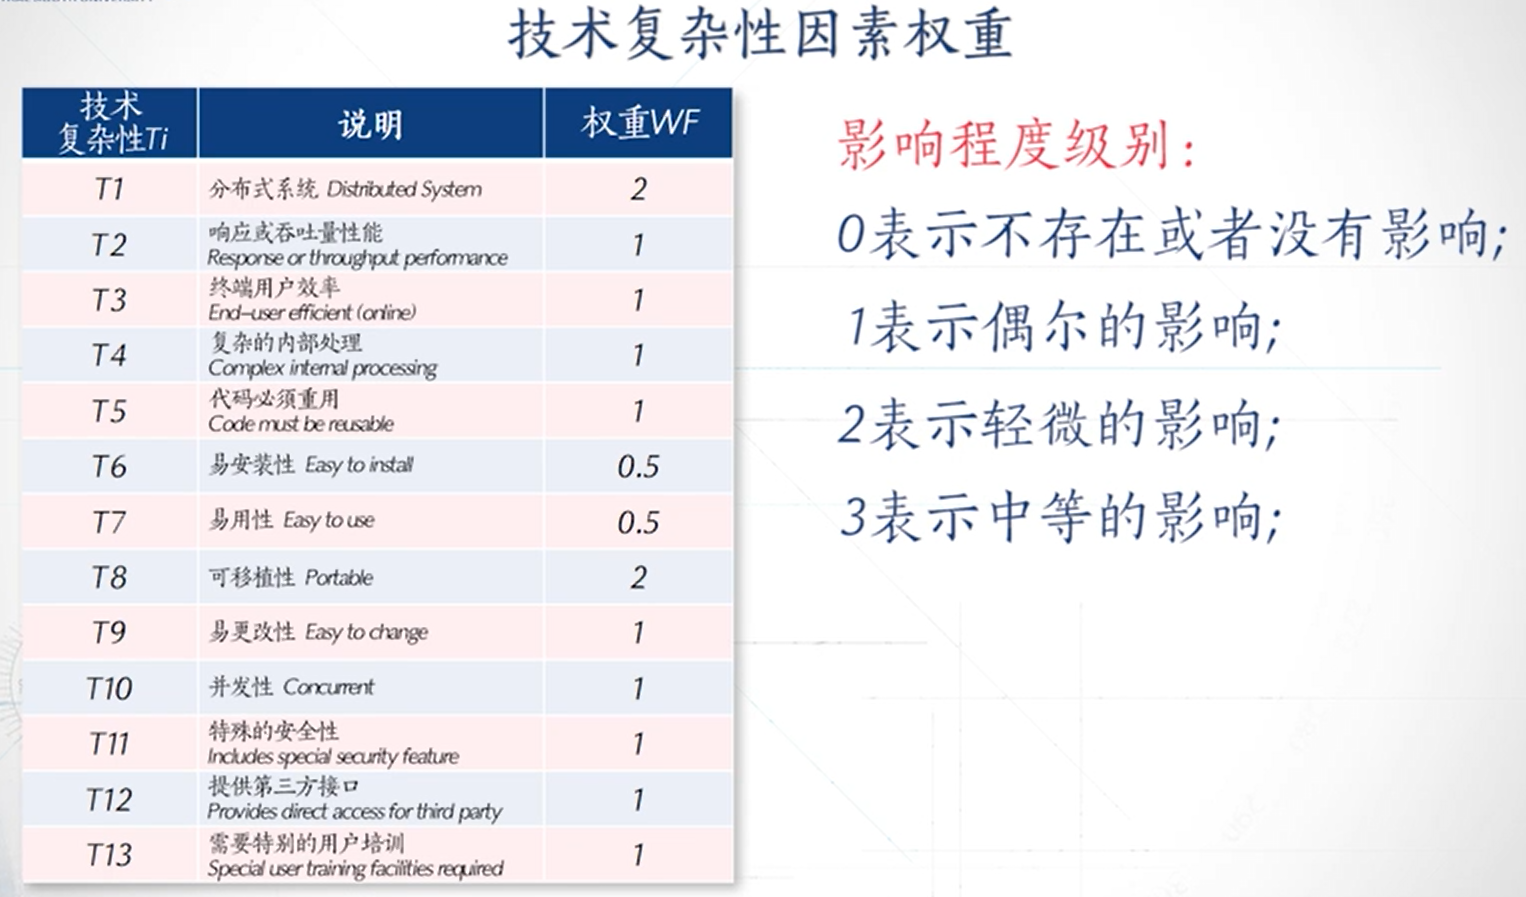 技术复杂性因素权重
技术
复杂性Ti
说明
权重WF
T1
分布式系统 Distributed System
2
T2
响应或吞吐量性能
Response or throughput performance
1
T3
终端用户效率
End-user efficient (online)
1
T4
复杂的内部处理
Complex internal processing
1
T5
代码必须重用
Code must be reusable
1
T6
易安装性 Easy to install
0.5
T7
易用性 Easy to use
0.5
T8
可移植性 Portable
2
T9
易更改性 Easy to change
1
T10
并发性 Concurrent
1
T11
特殊的安全性
Includes special security feature
1
T12
提供第三方接口
Provides direct access for third party
1
T13
需要特别的用户培训
Special user training facilities required
1
影响程度级别:
0表示不存在或者没有影响;
1表示偶尔的影响;
2表示轻微的影响;
3表示中等的影响;